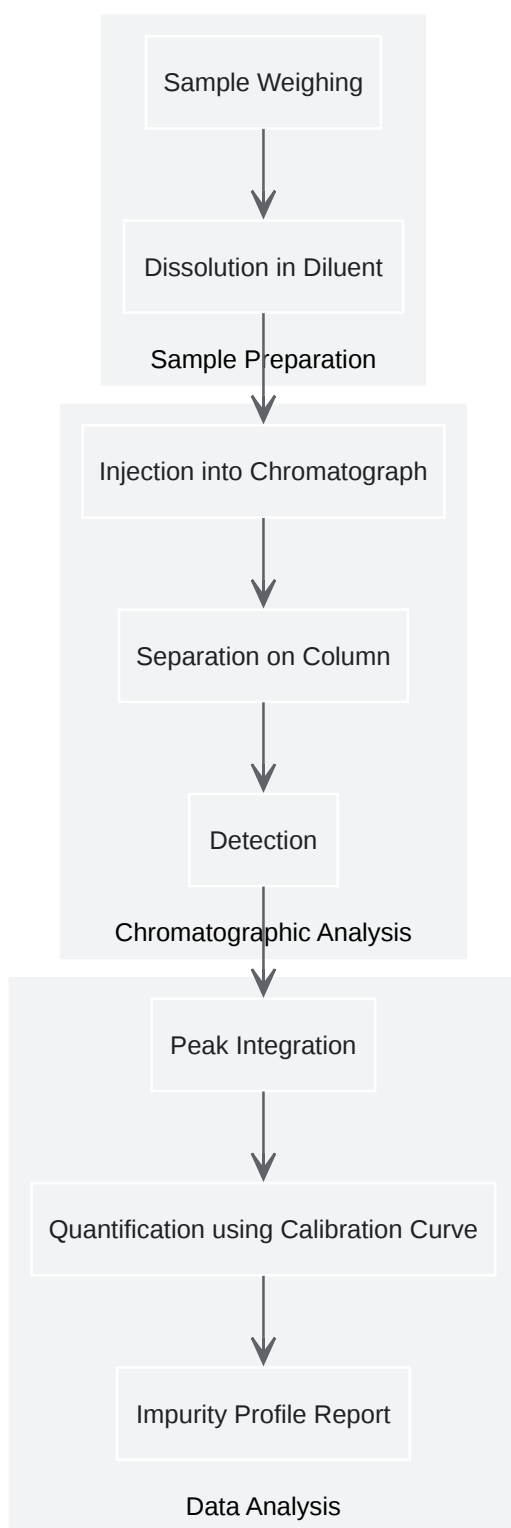 Sample Weighing
Dissolution in Diluent
Sample Preparation
Injection into Chromatograph
Separation on Column
Detection
Chromatographic Analysis
Peak Integration
Quantification using Calibration Curve
Impurity Profile Report
Data Analysis